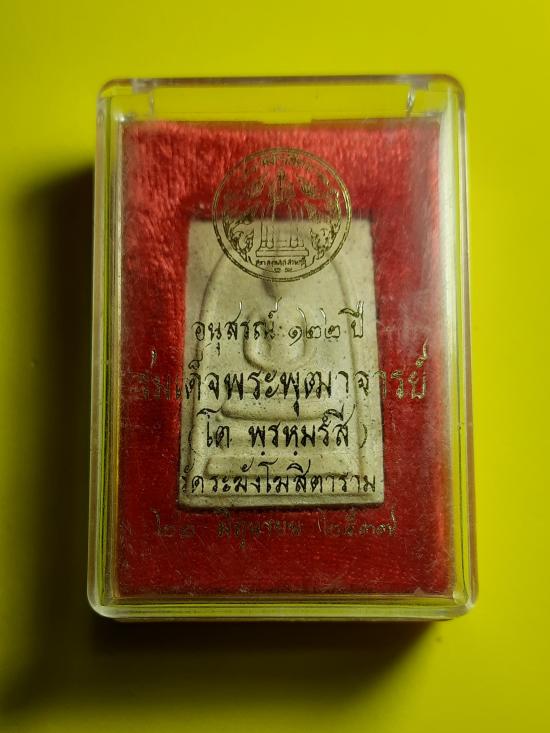 อนุสรณ์ ๑๒๒ ปี
สมเด็จพระพุฒาจารย์
(โต พฺรหฺมรํสี)
วัดระฆังโฆสิตาราม
๒๒ มิถุนายน ๒๕๓๗